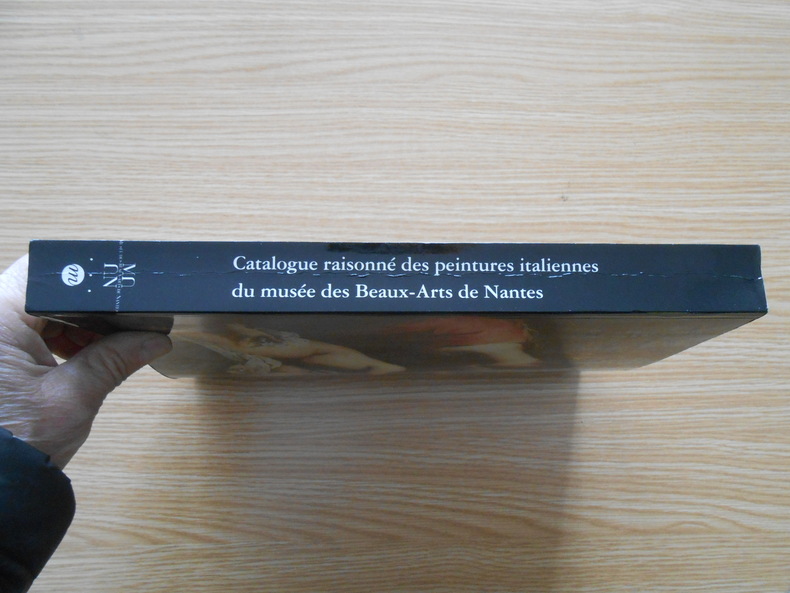 Catalogue raisonné des peintures italiennes
du musée des Beaux-Arts de Nantes
m